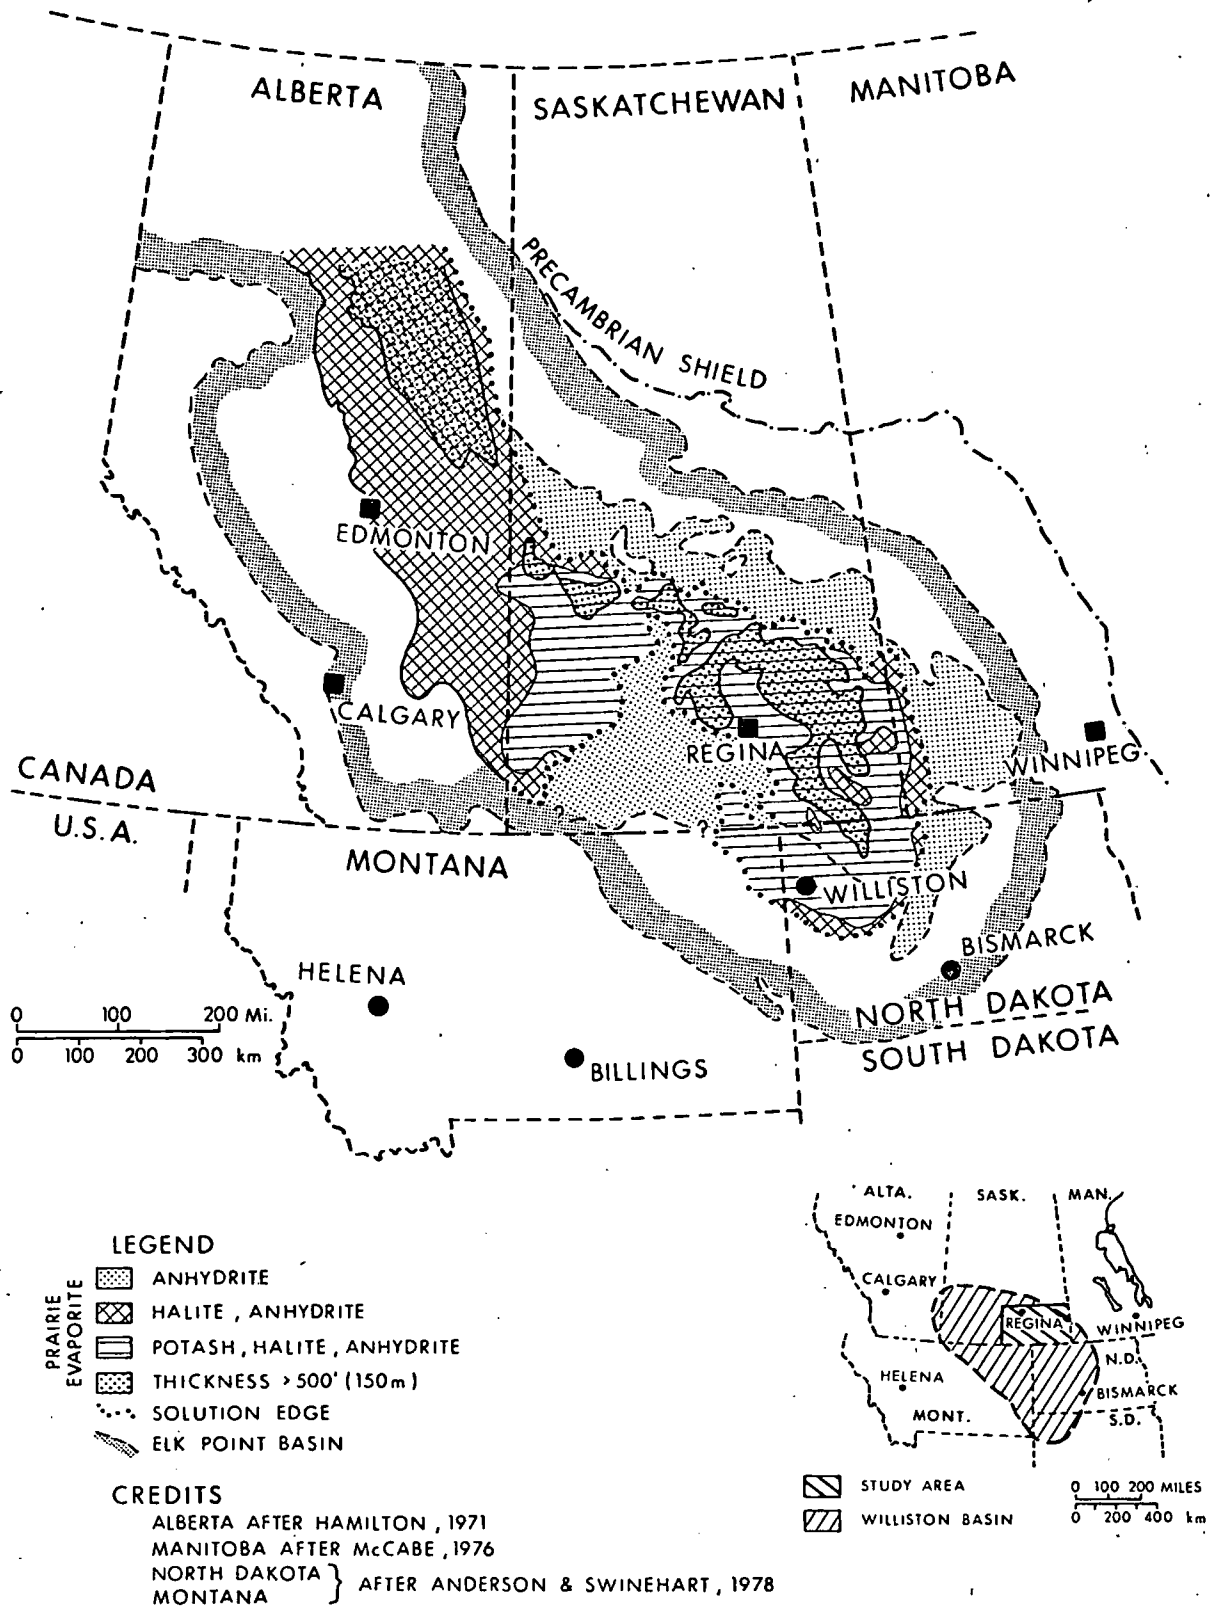 ALBERTA
SASKATCHEWAN
MANITOBA
PRECAMBRIAN SHIELD
EDMONTON
CALGARY
REGINA
WINNIPEG
CANADA
U.S.A.
?
?
MONTANA
WILLISTON
BISMARCK
HELENA
NORTH DAKOTA
SOUTH DAKOTA
BILLINGS
0 100 200 Mi.
0 100 200 300 km
LEGEND
PRAIRIE
EVAPORITE
ANHYDRITE
HALITE, ANHYDRITE
POTASH, HALITE, ANHYDRITE
THICKNESS >500' (150m)
SOLUTION EDGE
ELK POINT BASIN
CREDITS
ALBERTA AFTER HAMILTON, 1971
MANITOBA AFTER McCABE, 1976
NORTH DAKOTA
MONTANA
} AFTER ANDERSON & SWINEHART, 1978
ALTA.
SASK.
MAN.
EDMONTON
CALGARY
REGINA
WINNIPEG
N.D.
HELENA
BISMARCK
MONT.
S.D.
STUDY AREA
WILLISTON BASIN
0 100 200 MILES
0 200 400 km